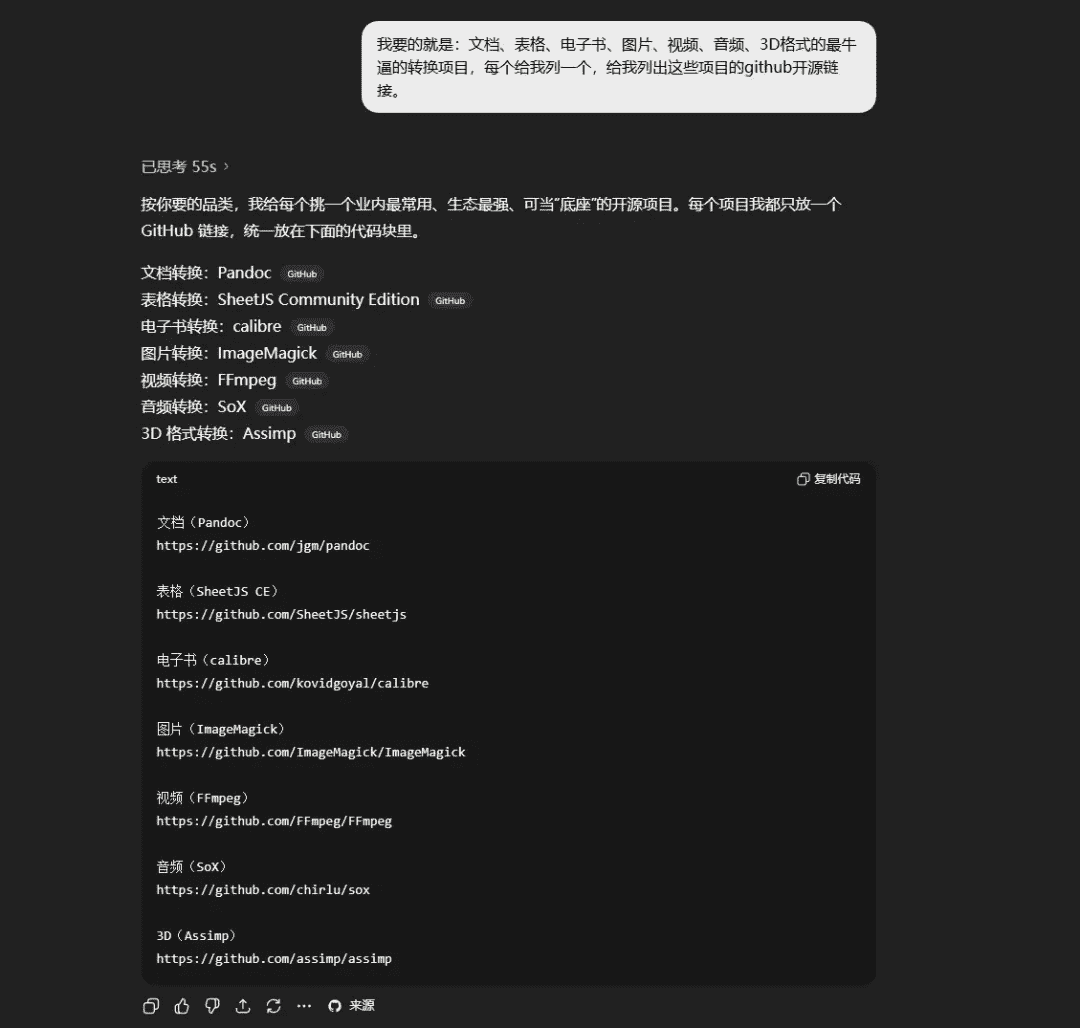 我要的就是：文档、表格、电子书、图片、视频、音频、3D格式的最牛
逼的转换项目，每个给我列一个，给我列出这些项目的github开源链
接。
已思考 55s ›
按你要的品类，我给每个挑一个业内最常用、生态最强、可当“底座”的开源项目。每个项目我都只放一个
GitHub 链接，统一放在下面的代码块里。
文档转换：Pandoc GitHub
表格转换：SheetJS Community Edition GitHub
电子书转换：calibre GitHub
图片转换：ImageMagick GitHub
视频转换：FFmpeg GitHub
音频转换：SoX GitHub
3D 格式转换：Assimp GitHub
text 复制代码
文档（Pandoc）
https://github.com/jgm/pandoc
表格（SheetJS CE）
https://github.com/SheetJS/sheetjs
电子书（calibre）
https://github.com/kovidgoyal/calibre
图片（ImageMagick）
https://github.com/ImageMagick/ImageMagick
视频（FFmpeg）
https://github.com/FFmpeg/FFmpeg
音频（SoX）
https://github.com/chirlu/sox
3D（Assimp）
https://github.com/assimp/assimp
来源